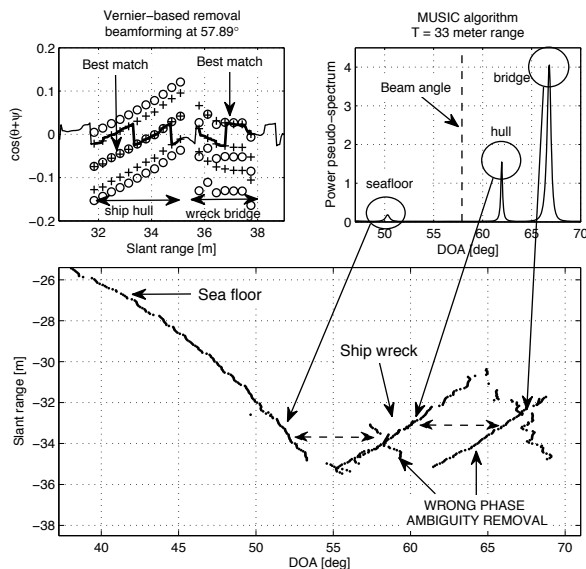 Vernier−based removal
beamforming at 57.89°
cos(θ+ψ)
0.2
0.1
0
−0.1
−0.2
Best match
Best
match
ship hull
wreck bridge
32
34
36
38
40
Slant range [m]
MUSIC algorithm
T = 33 meter range
Power pseudo−spectrum
4
3
2
1
0
bridge
Beam angle
hull
seafloor
45
50
55
60
65
70
DOA [deg]
Slant range [m]
−26
−28
−30
−32
−34
−36
−38
Sea floor
Ship wreck
WRONG PHASE
AMBIGUITY REMOVAL
40
45
50
55
60
65
70
DOA [deg]